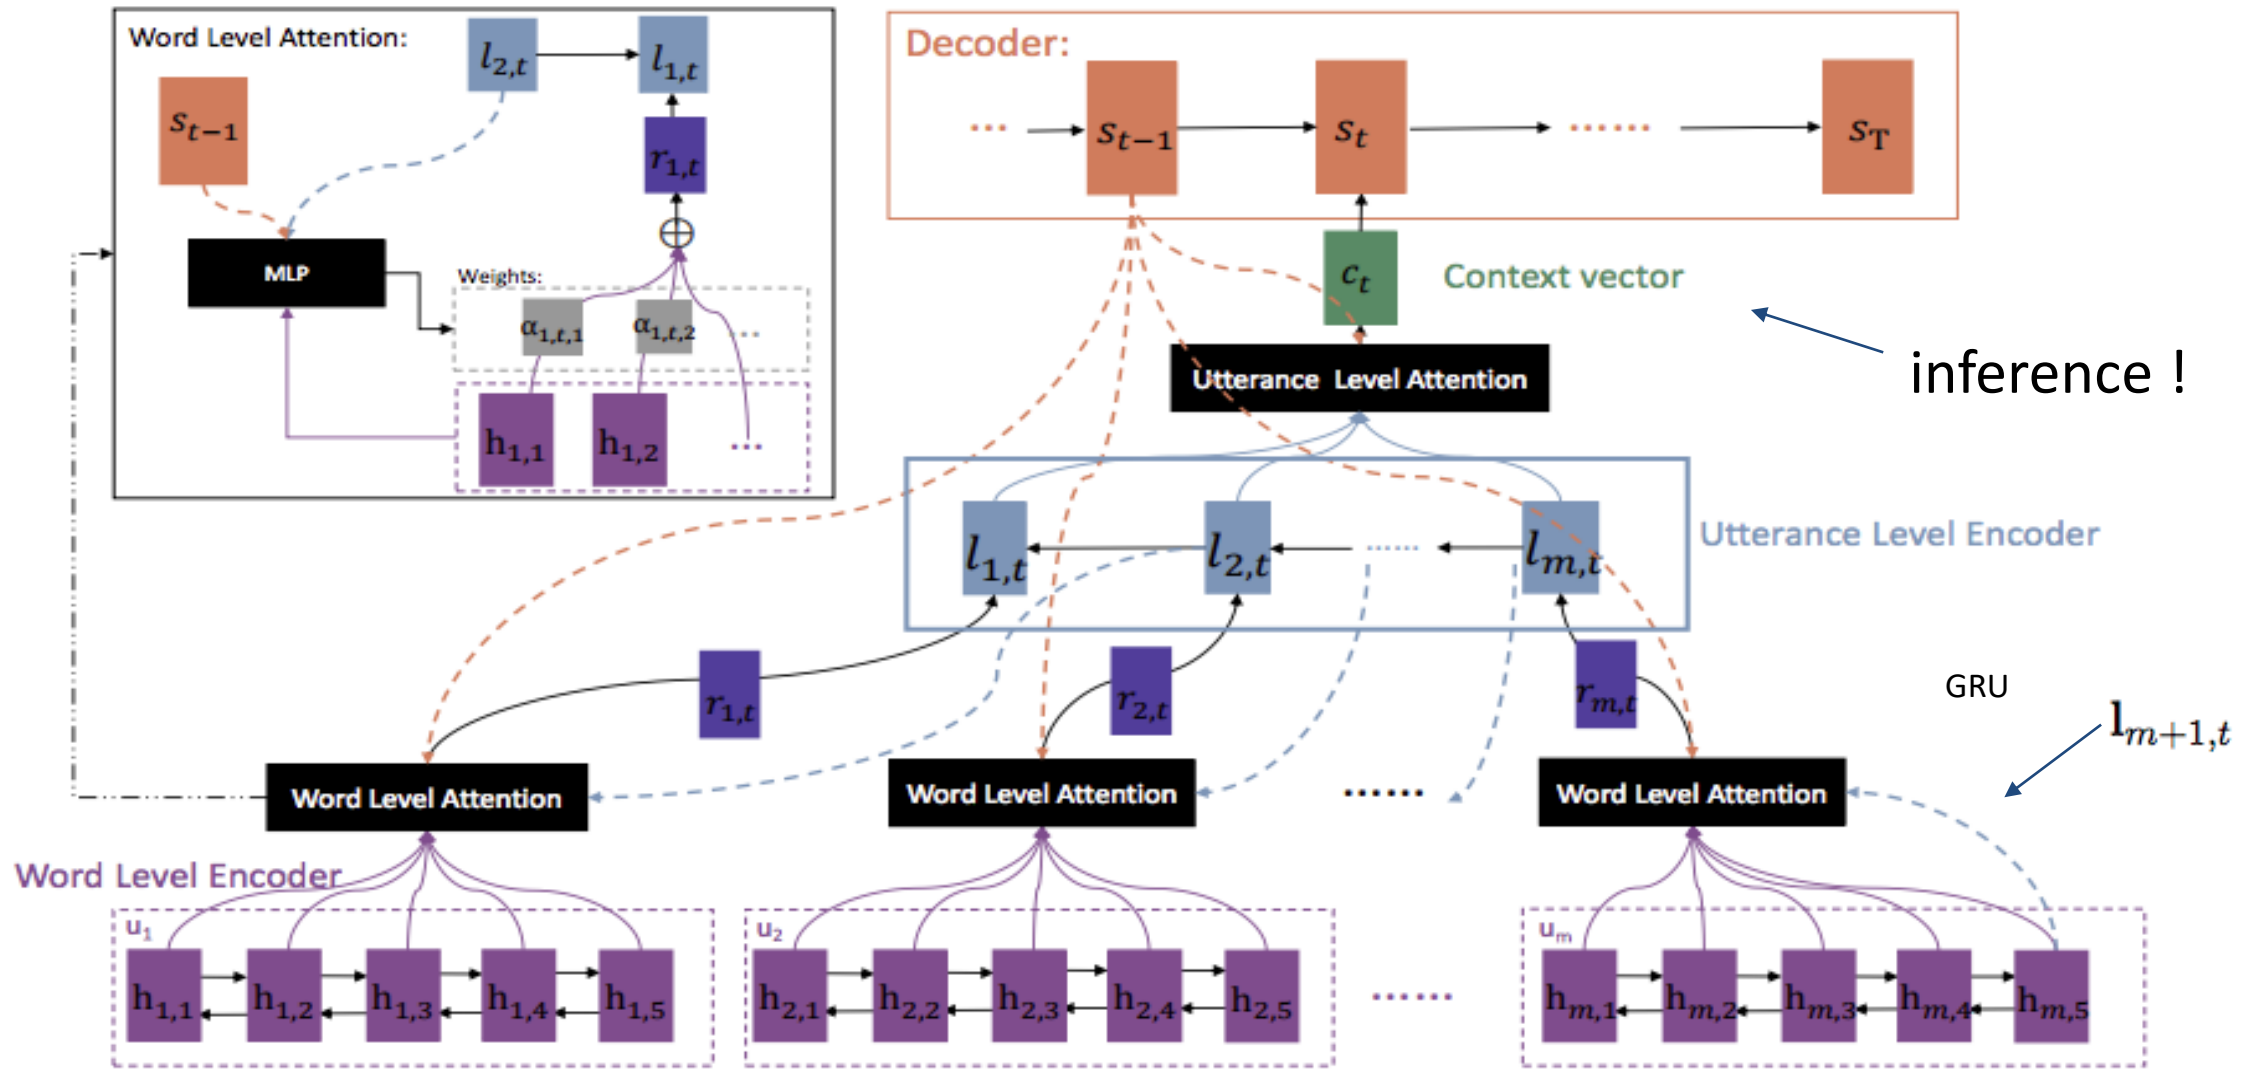 Word Level Attention:
l2,t
l1,t
st−1
r1,t
MLP
Weights:
α1,t,1
α1,t,2
...
h1,1
h1,2
...
Decoder:
...
st−1
st
......
sT
ct
Context vector
inference !
Utterance Level Attention
l1,t
l2,t
......
lm,t
Utterance Level Encoder
r1,t
r2,t
rm,t
GRU
lm+1,t
Word Level Attention
Word Level Attention
......
Word Level Attention
Word Level Encoder
u1
h1,1
h1,2
h1,3
h1,4
h1,5
u2
h2,1
h2,2
h2,3
h2,4
h2,5
......
um
hm,1
hm,2
hm,3
hm,4
hm,5